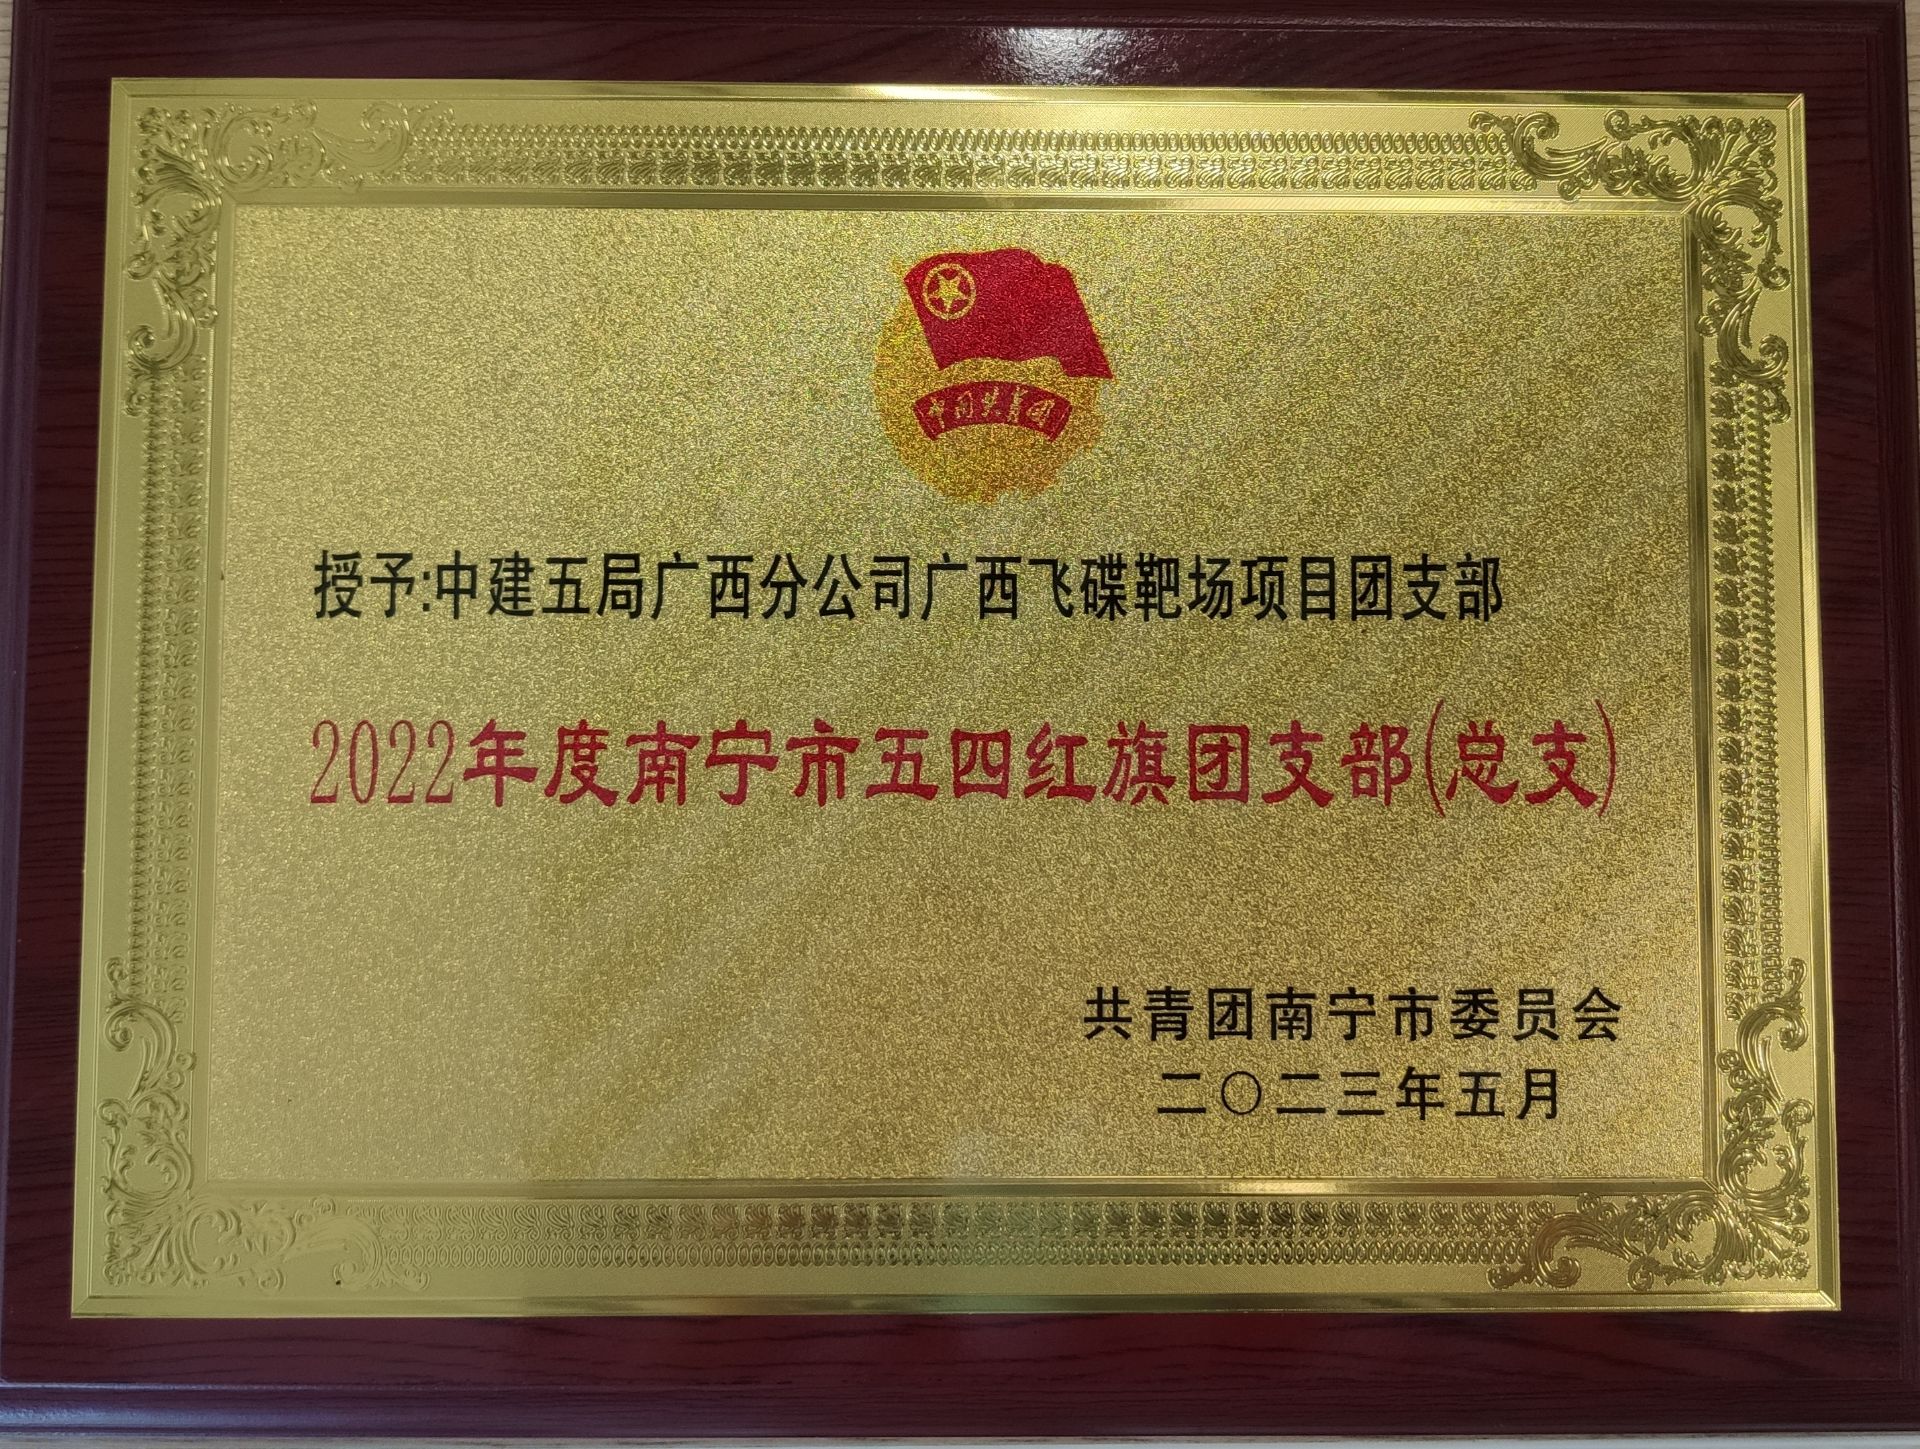 中国共青团
授予:中建五局广西分公司广西飞碟靶场项目团支部
2022年度南宁市五四红旗团支部(总支)
共青团南宁市委员会
二〇二三年五月